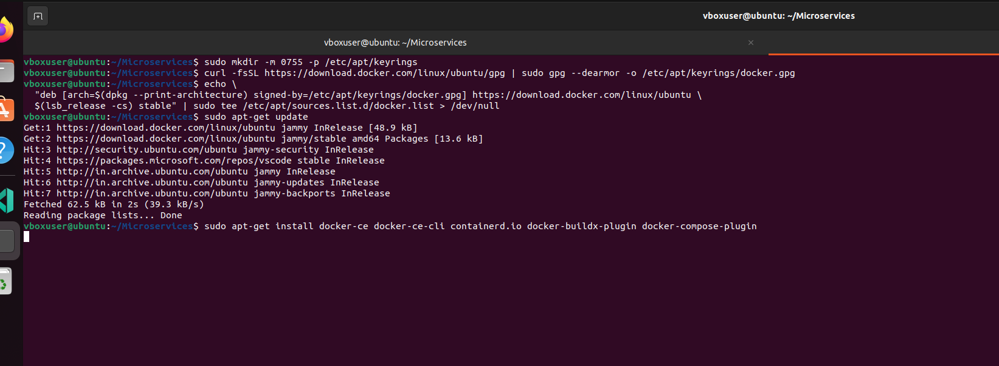 vboxuser@ubuntu: ~/Microservices
vboxuser@ubuntu: ~/Microservices ×
vboxuser@ubuntu:~/Microservices$ sudo mkdir -m 0755 -p /etc/apt/keyrings
vboxuser@ubuntu:~/Microservices$ curl -fsSL https://download.docker.com/linux/ubuntu/gpg | sudo gpg --dearmor -o /etc/apt/keyrings/docker.gpg
vboxuser@ubuntu:~/Microservices$ echo \
  "deb [arch=$(dpkg --print-architecture) signed-by=/etc/apt/keyrings/docker.gpg] https://download.docker.com/linux/ubuntu \
  $(lsb_release -cs) stable" | sudo tee /etc/apt/sources.list.d/docker.list > /dev/null
vboxuser@ubuntu:~/Microservices$ sudo apt-get update
Get:1 https://download.docker.com/linux/ubuntu jammy InRelease [48.9 kB]
Get:2 https://download.docker.com/linux/ubuntu jammy/stable amd64 Packages [13.6 kB]
Hit:3 http://security.ubuntu.com/ubuntu jammy-security InRelease
Hit:4 https://packages.microsoft.com/repos/vscode stable InRelease
Hit:5 http://in.archive.ubuntu.com/ubuntu jammy InRelease
Hit:6 http://in.archive.ubuntu.com/ubuntu jammy-updates InRelease
Hit:7 http://in.archive.ubuntu.com/ubuntu jammy-backports InRelease
Fetched 62.5 kB in 2s (39.3 kB/s)
Reading package lists... Done
vboxuser@ubuntu:~/Microservices$ sudo apt-get install docker-ce docker-ce-cli containerd.io docker-buildx-plugin docker-compose-plugin